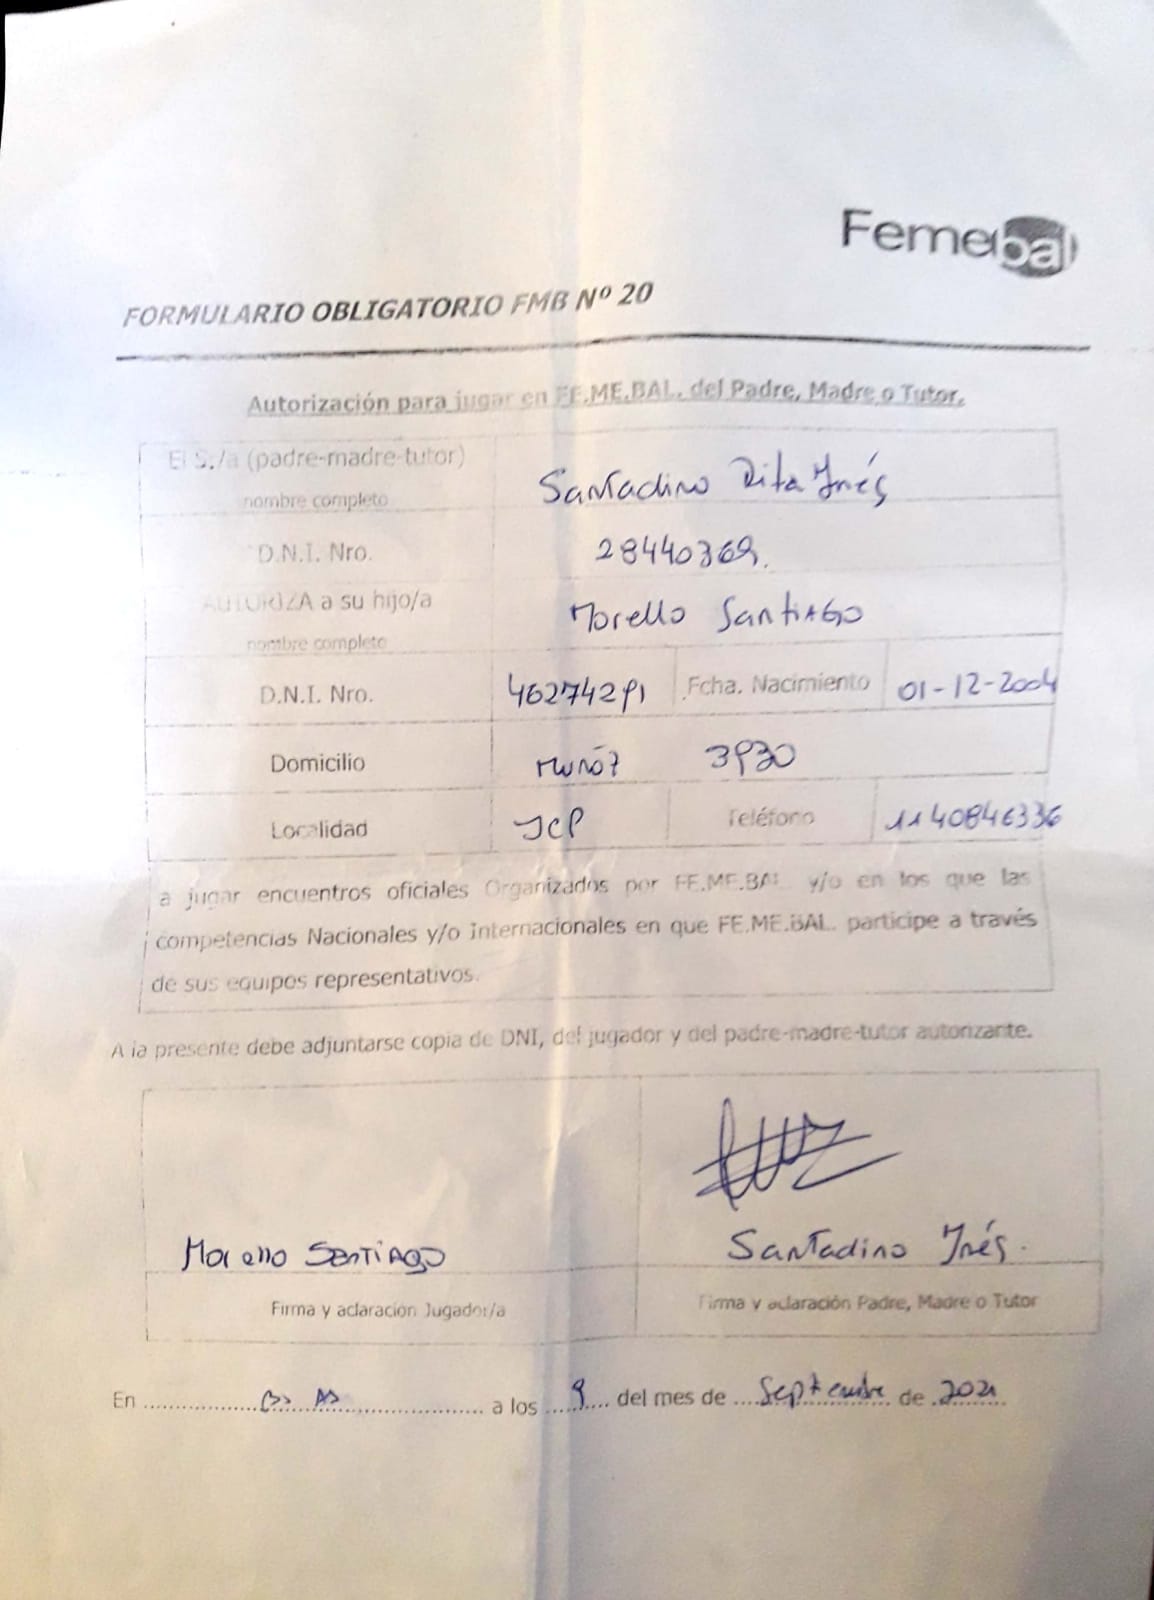 Femebal
FORMULARIO OBLIGATORIO FMB Nº 20
Autorización para jugar en FE.ME.BAL. del Padre, Madre o Tutor.
El Sr./a (padre-madre-tutor) Santadino Rita Inés
nombre completo
D.N.I. Nro. 28440369.
AUTORIZA a su hijo/a Morello Santiago
nombre completo
D.N.I. Nro. 46274291 Fcha. Nacimiento 01-12-2004
Domicilio Muñóz 3930
Localidad JCP Teléfono 1140846336
a jugar encuentros oficiales Organizados por FE.ME.BAL y/o en los que las
competencias Nacionales y/o Internacionales en que FE.ME.BAL. participe a través
de sus equipos representativos.
A la presente debe adjuntarse copia de DNI, del jugador y del padre-madre-tutor autorizante.
Morello Santiago Santadino Inés.
Firma y aclaración Jugador/a Firma y aclaración Padre, Madre o Tutor
En Bs As a los 9 del mes de Septiembre de 2021